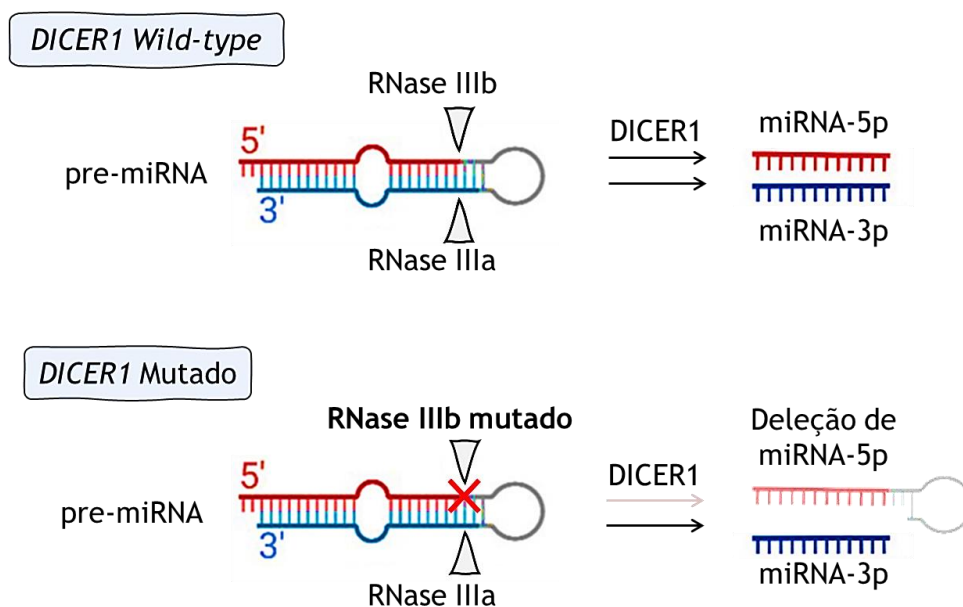 DICER1 Wild-type
RNase IIIb
5'
pre-miRNA
3'
RNase IIIa
DICER1
miRNA-5p
miRNA-3p
DICER1 Mutado
RNase IIIb mutado
5'
pre-miRNA
3'
RNase IIIa
DICER1
Deleção de
miRNA-5p
miRNA-3p